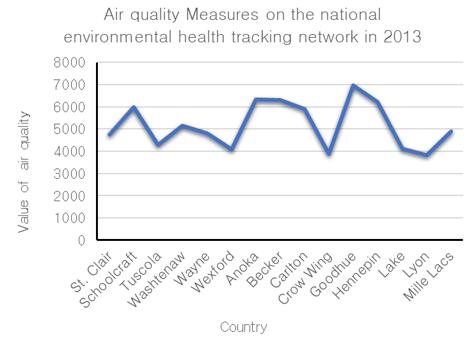 Air quality Measures on the national
environmental health tracking network in 2013
8000
7000
6000
5000
4000
3000
2000
1000
0
Value of air quality
St. Clair
Schoolcraft
Tuscola
Washtenaw
Wayne
Wexford
Anoka
Becker
Carlton
Crow Wing
Goodhue
Hennepin
Lake
Lyon
Mille Lacs
Country